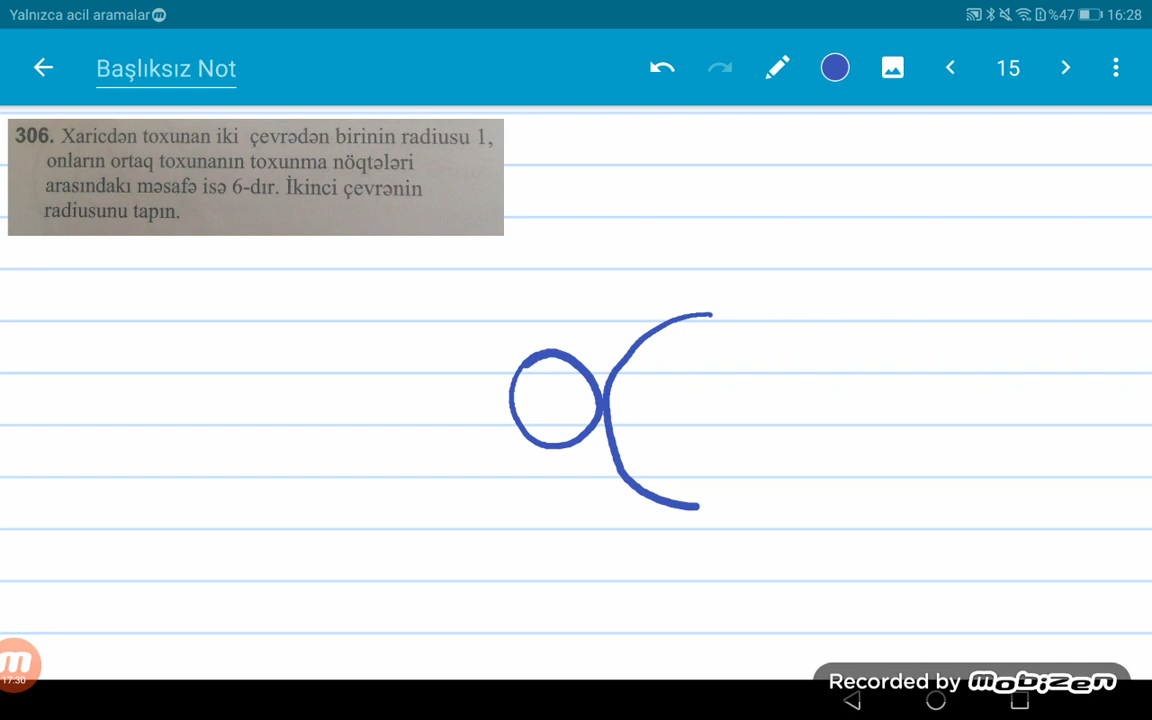 Yalnızca acil aramalar
%47 16:28
Başlıksız Not
15
306. Xaricdən toxunan iki çevrədən birinin radiusu 1,
onların ortaq toxunanın toxunma nöqtələri
arasındakı məsafə isə 6-dır. İkinci çevrənin
radiusunu tapın.
17:30
Recorded by mobizen